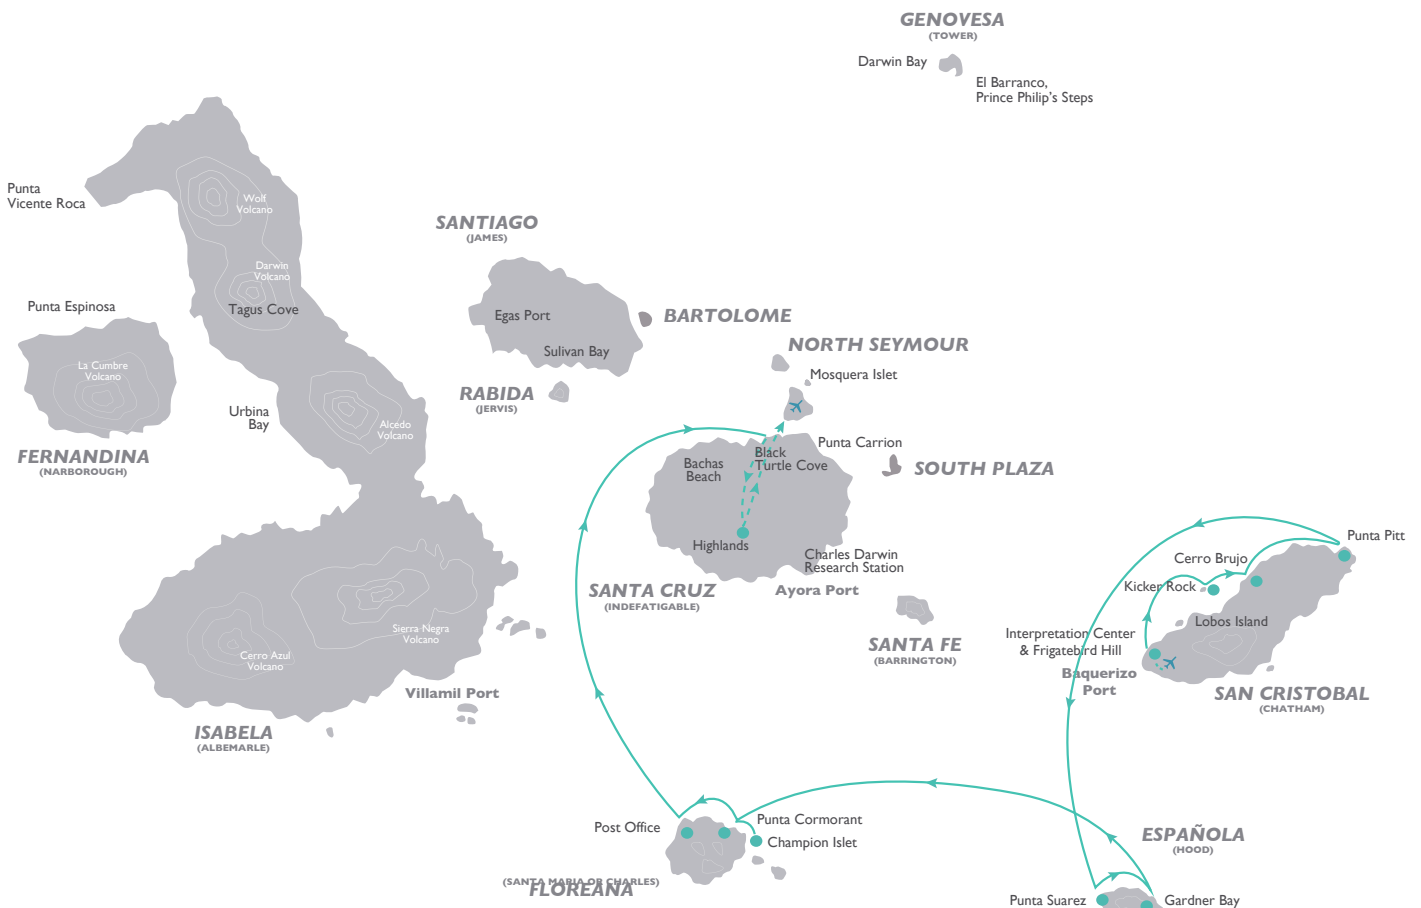 GENOVESA
(TOWER)
Darwin Bay
El Barranco,
Prince Philip's Steps
Punta
Vicente Roca
Wolf
Volcano
Darwin
Volcano
Tagus Cove
SANTIAGO
(JAMES)
Egas Port
Sulivan Bay
BARTOLOME
RABIDA
(JERVIS)
Punta Espinosa
La Cumbre
Volcano
FERNANDINA
(NARBOROUGH)
Urbina
Bay
Alcedo
Volcano
NORTH SEYMOUR
Mosquera Islet
Punta Carrion
Black
Turtle Cove
Bachas
Beach
SOUTH PLAZA
Highlands
Charles Darwin
Research Station
SANTA CRUZ
(INDEFATIGABLE)
Ayora Port
SANTA FE
(BARRINGTON)
Punta Pitt
Cerro Brujo
Kicker Rock
Lobos Island
Interpretation Center
& Frigatebird Hill
Baquerizo
Port
SAN CRISTOBAL
(CHATHAM)
Sierra Negra
Volcano
Cerro Azul
Volcano
Villamil Port
ISABELA
(ALBEMARLE)
Post Office
Punta Cormorant
Champion Islet
(SANTA MARIA OR CHARLES)
FLOREANA
ESPAÑOLA
(HOOD)
Punta Suarez
Gardner Bay